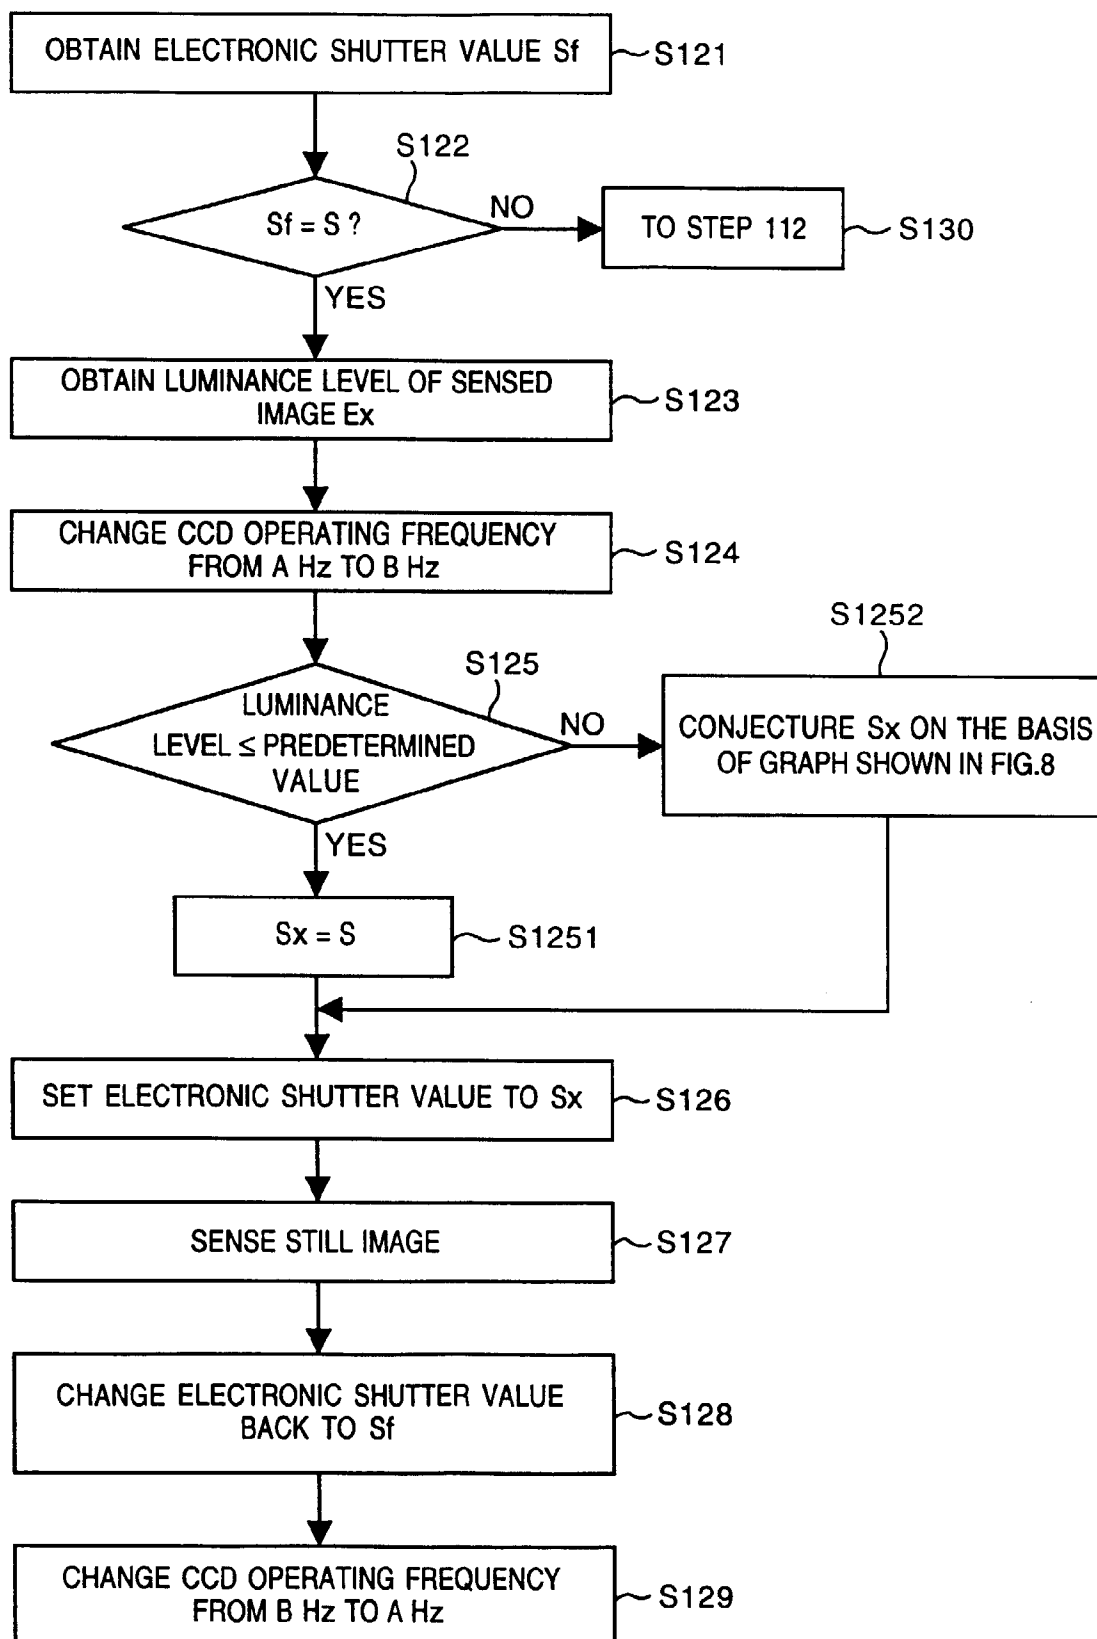 OBTAIN ELECTRONIC SHUTTER VALUE Sf
S121
S122
Sf = S ?
NO
TO STEP 112
S130
YES
OBTAIN LUMINANCE LEVEL OF SENSED
IMAGE Ex
S123
CHANGE CCD OPERATING FREQUENCY
FROM A Hz TO B Hz
S124
S125
LUMINANCE
LEVEL ≤ PREDETERMINED
VALUE
NO
S1252
CONJECTURE Sx ON THE BASIS
OF GRAPH SHOWN IN FIG.8
YES
Sx = S
S1251
SET ELECTRONIC SHUTTER VALUE TO Sx
S126
SENSE STILL IMAGE
S127
CHANGE ELECTRONIC SHUTTER VALUE
BACK TO Sf
S128
CHANGE CCD OPERATING FREQUENCY
FROM B Hz TO A Hz
S129